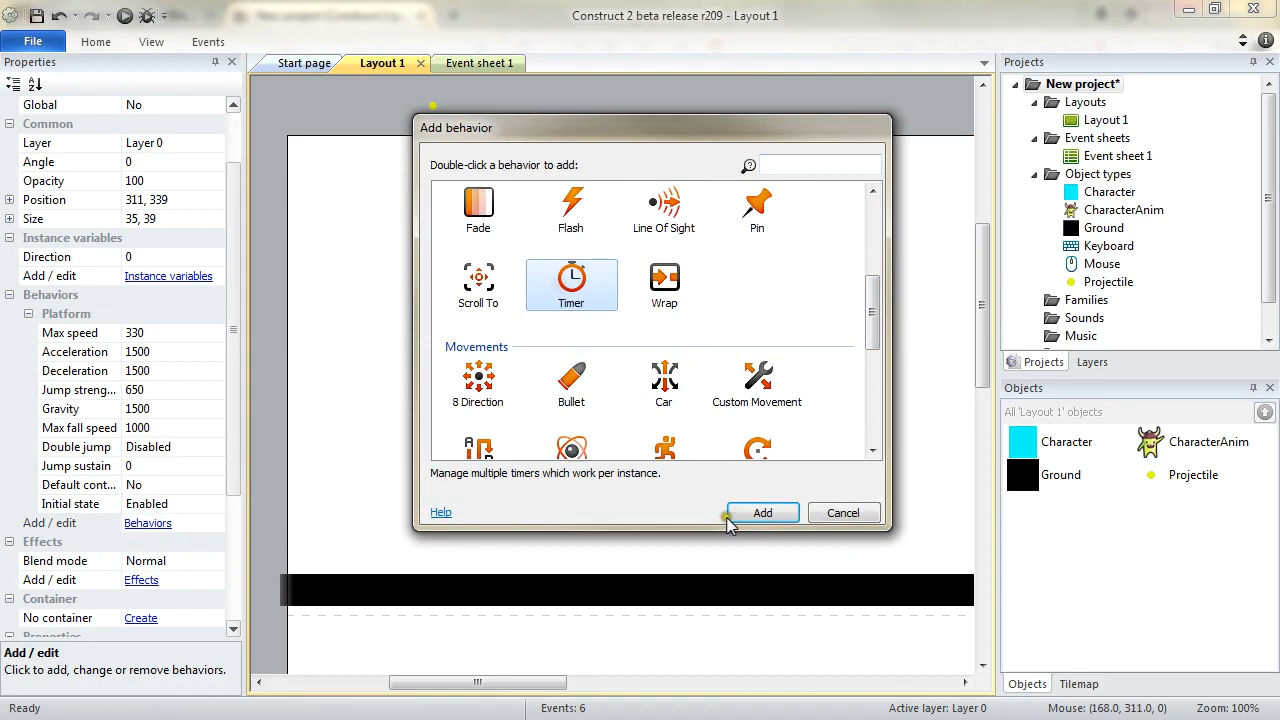 Construct 2 beta release r209 - Layout 1
File
Home
View
Events
Properties
Start page
Layout 1
Event sheet 1
Projects
Global No
Common
Layer Layer 0
Angle 0
Opacity 100
Position 311, 339
Size 35, 39
Instance variables
Direction 0
Add / edit Instance variables
Behaviors
Platform
Max speed 330
Acceleration 1500
Deceleration 1500
Jump streng... 650
Gravity 1500
Max fall speed 1000
Double jump Disabled
Jump sustain 0
Default cont... No
Initial state Enabled
Add / edit Behaviors
Effects
Blend mode Normal
Add / edit Effects
Container
No container Create
Properties
Add / edit
Click to add, change or remove behaviors.
Add behavior
Double-click a behavior to add:
Fade
Flash
Line Of Sight
Pin
Scroll To
Timer
Wrap
Movements
8 Direction
Bullet
Car
Custom Movement
Manage multiple timers which work per instance.
Help
Add
Cancel
New project*
Layouts
Layout 1
Event sheets
Event sheet 1
Object types
Character
CharacterAnim
Ground
Keyboard
Mouse
Projectile
Families
Sounds
Music
Projects
Layers
Objects
All 'Layout 1' objects
Character
CharacterAnim
Ground
Projectile
Objects
Tilemap
Ready
Events: 6
Active layer: Layer 0
Mouse: (168.0, 311.0, 0)
Zoom: 100%